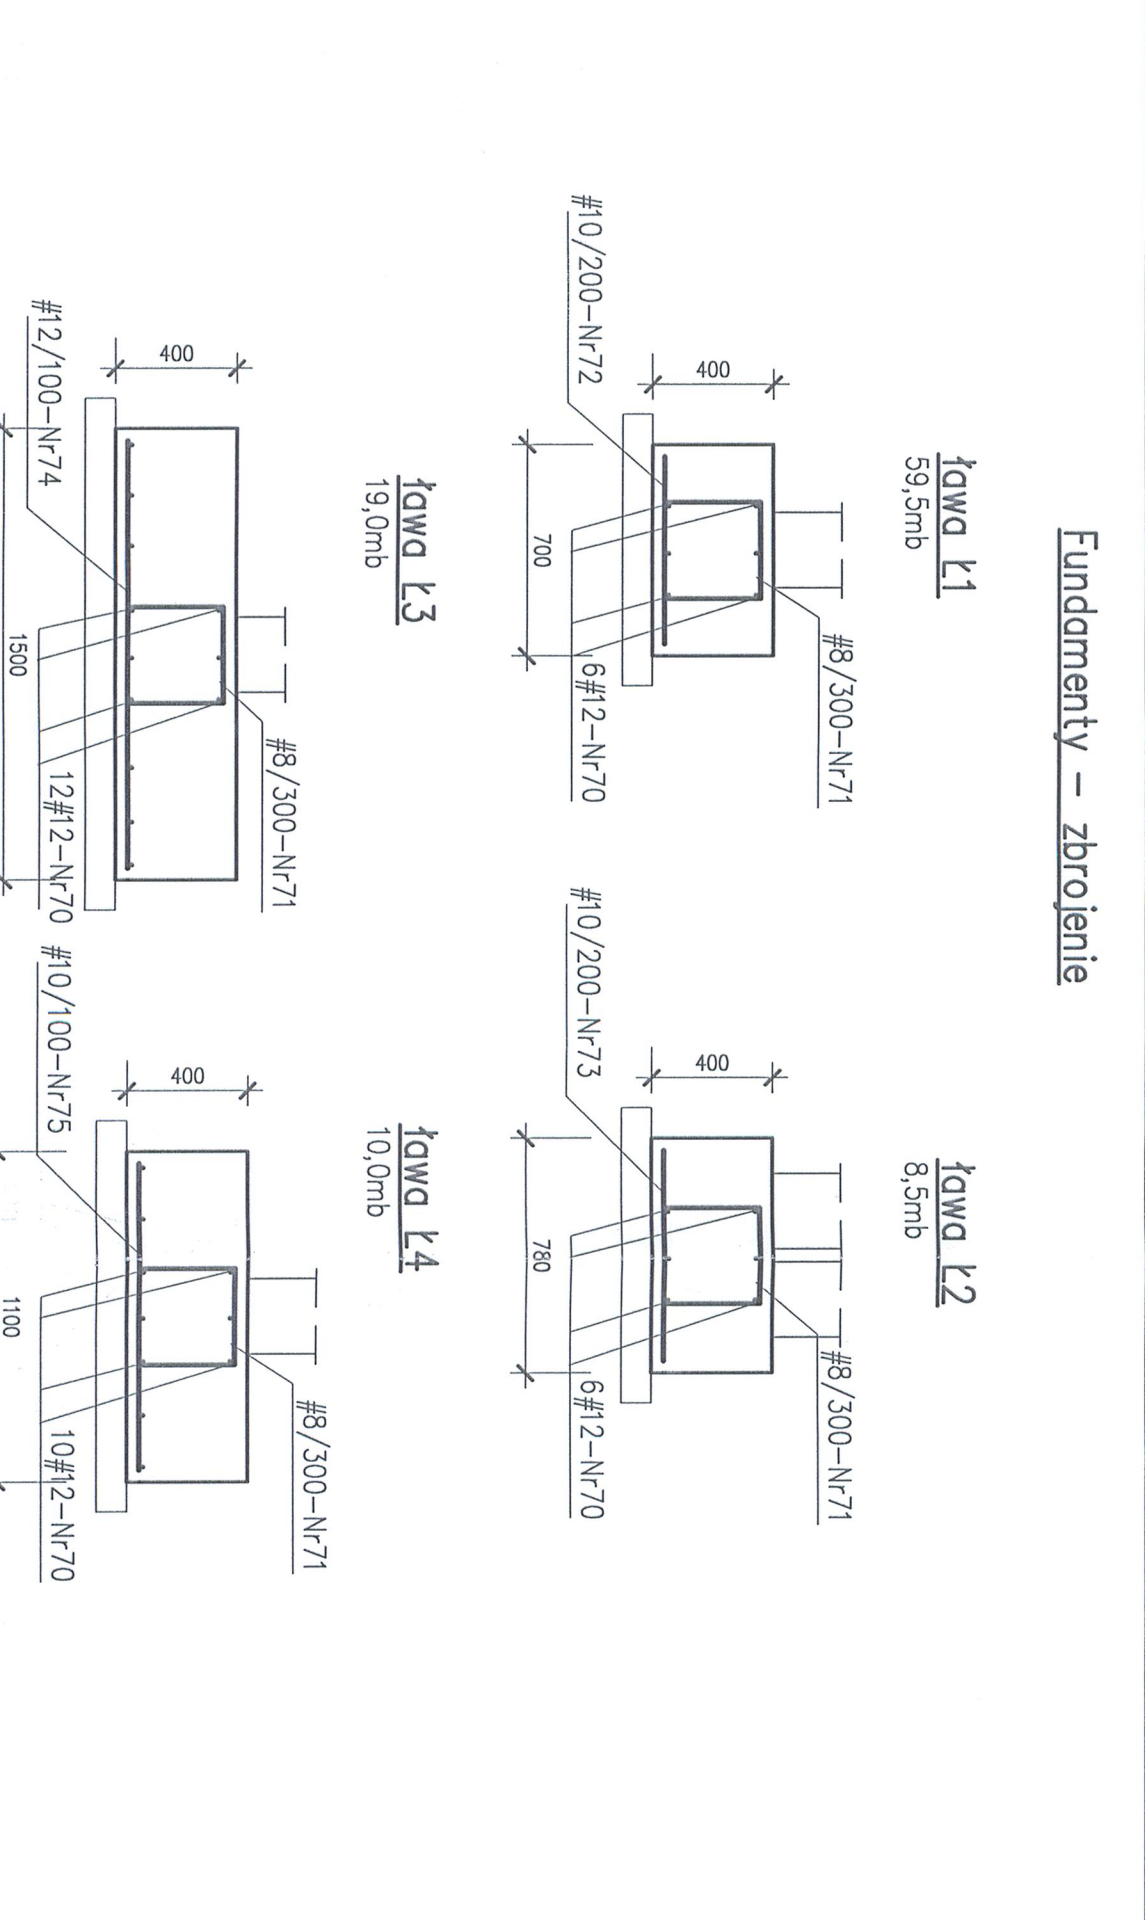 Fundamenty – zbrojenie
ława Ł1
59,5mb
#8/300–Nr71
400
#10/200–Nr72
700
6#12–Nr70
ława Ł2
8,5mb
#8/300–Nr71
400
#10/200–Nr73
780
6#12–Nr70
ława Ł3
19,0mb
#8/300–Nr71
400
#12/100–Nr74
12#12–Nr70
1500
ława Ł4
10,0mb
#8/300–Nr71
400
#10/100–Nr75
10#12–Nr70
1100